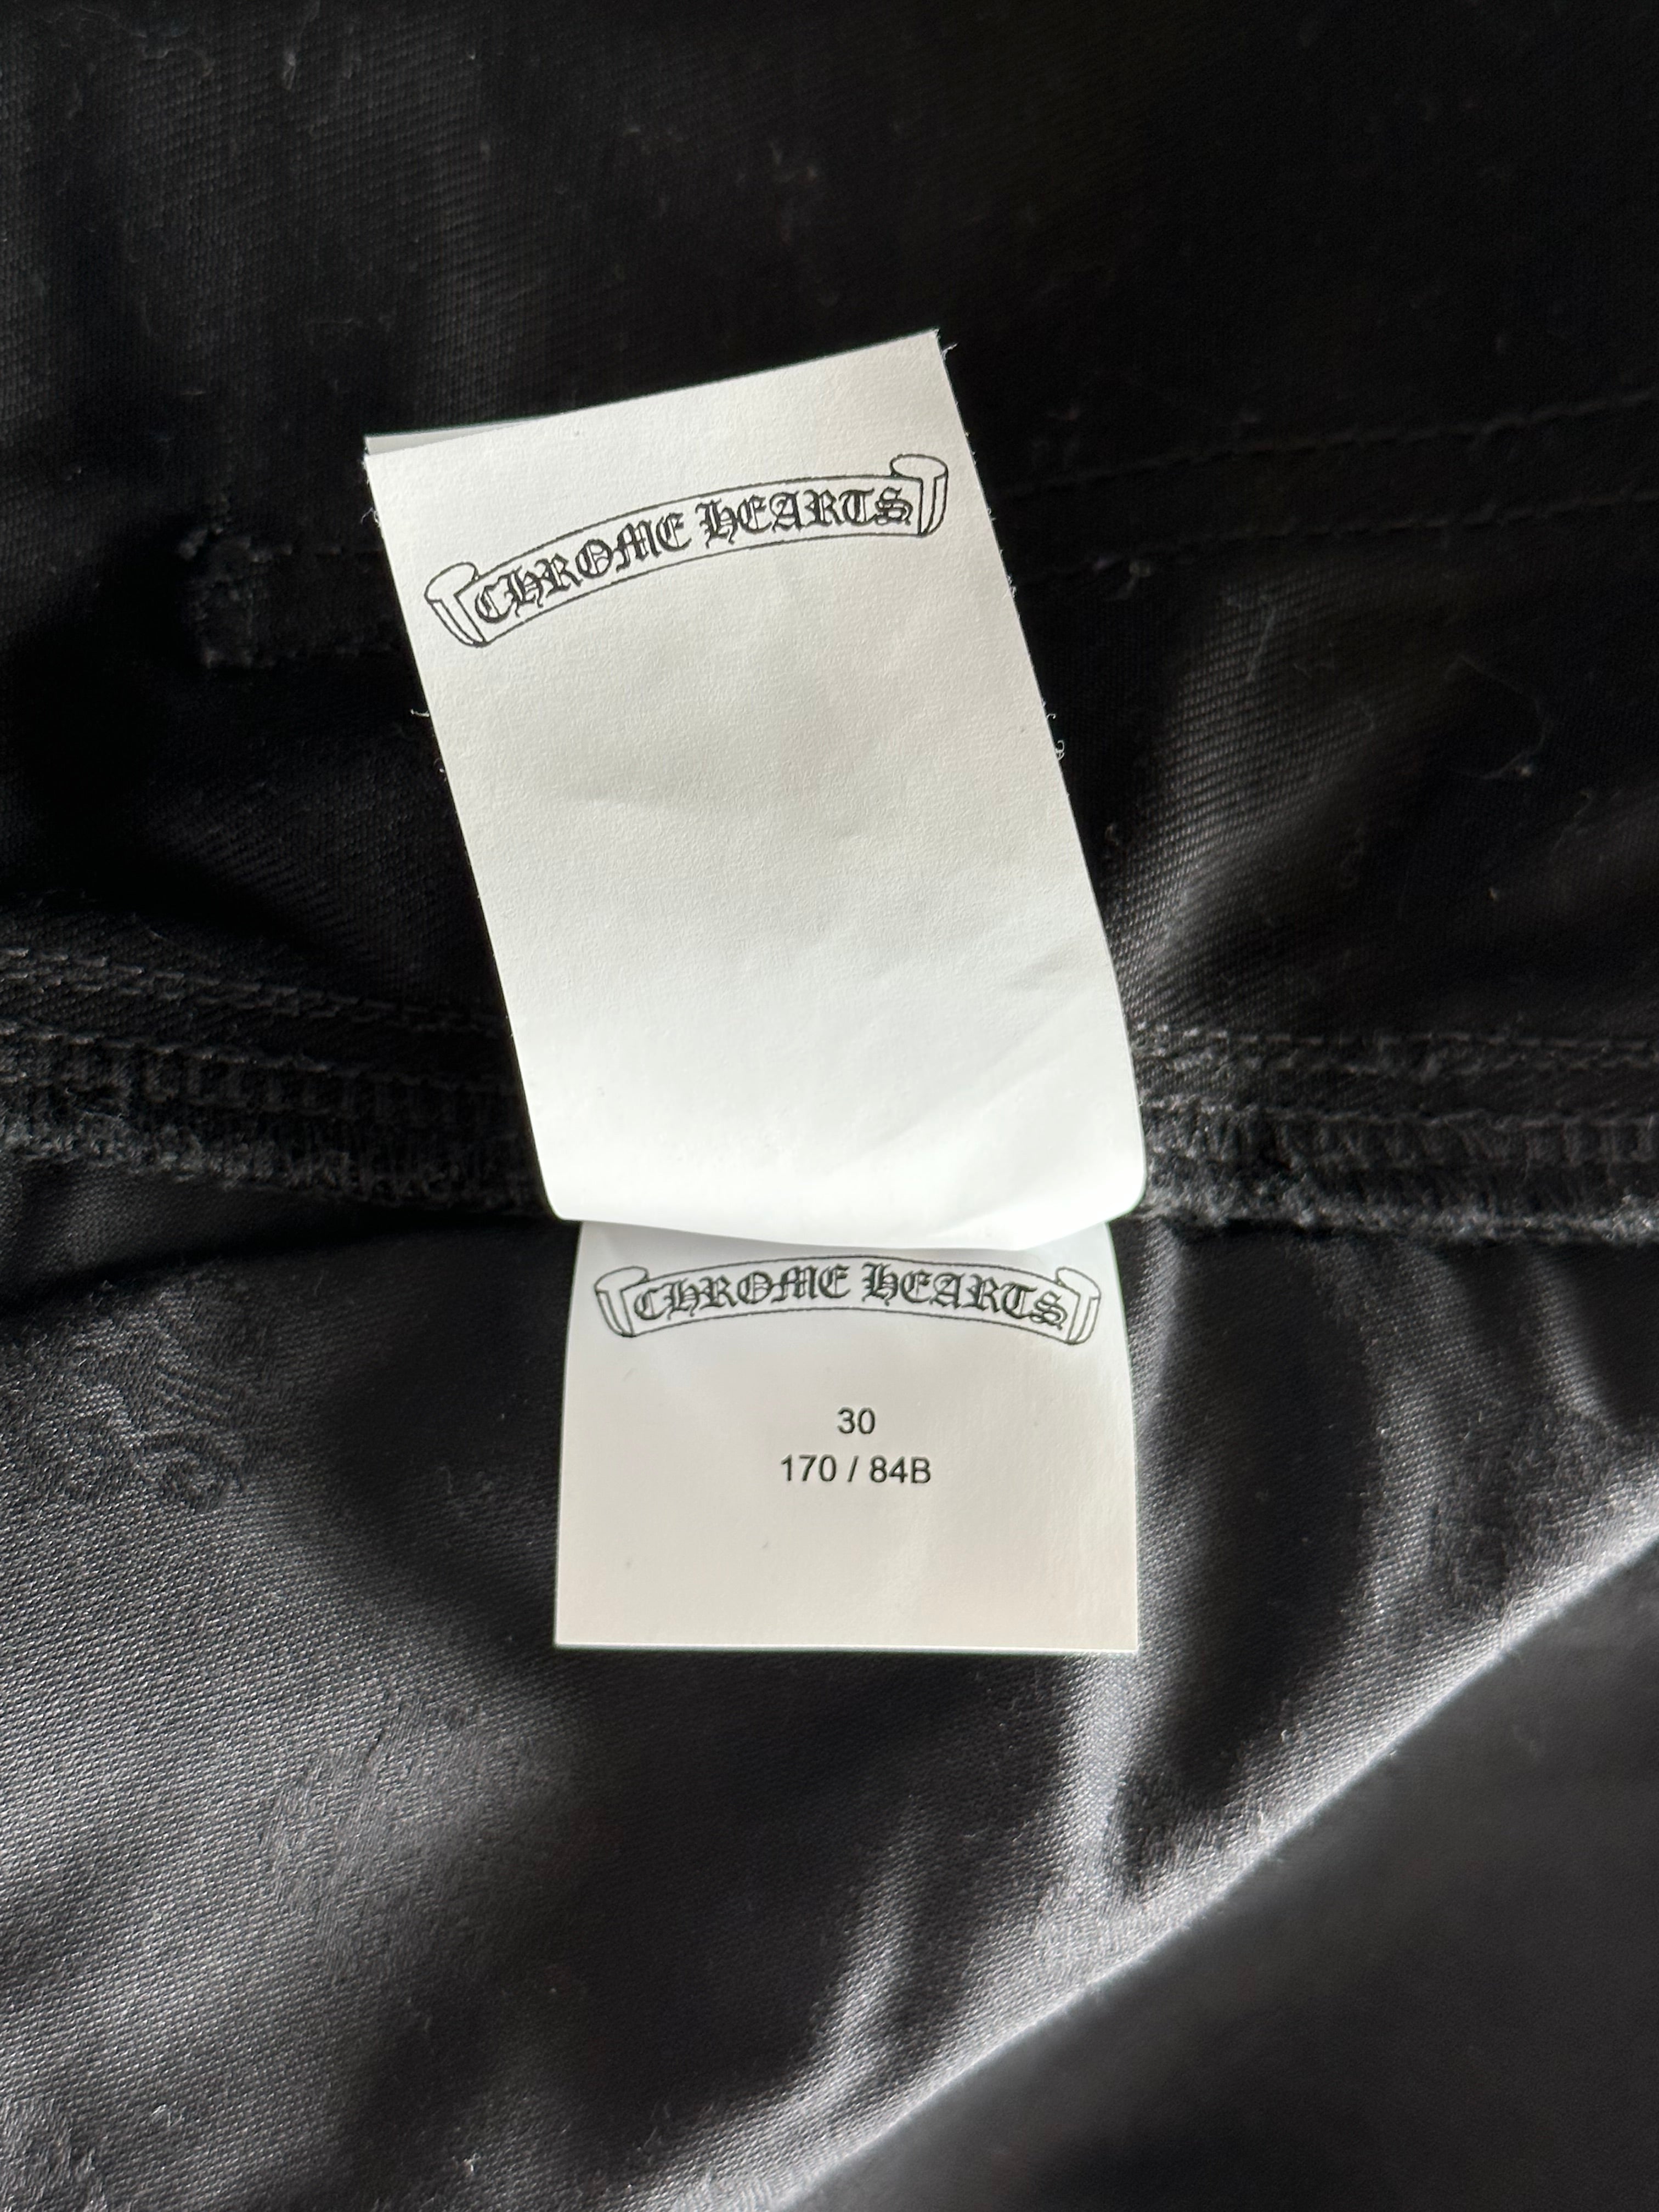 CHROME HEARTS
CHROME HEARTS
30
170 / 84B